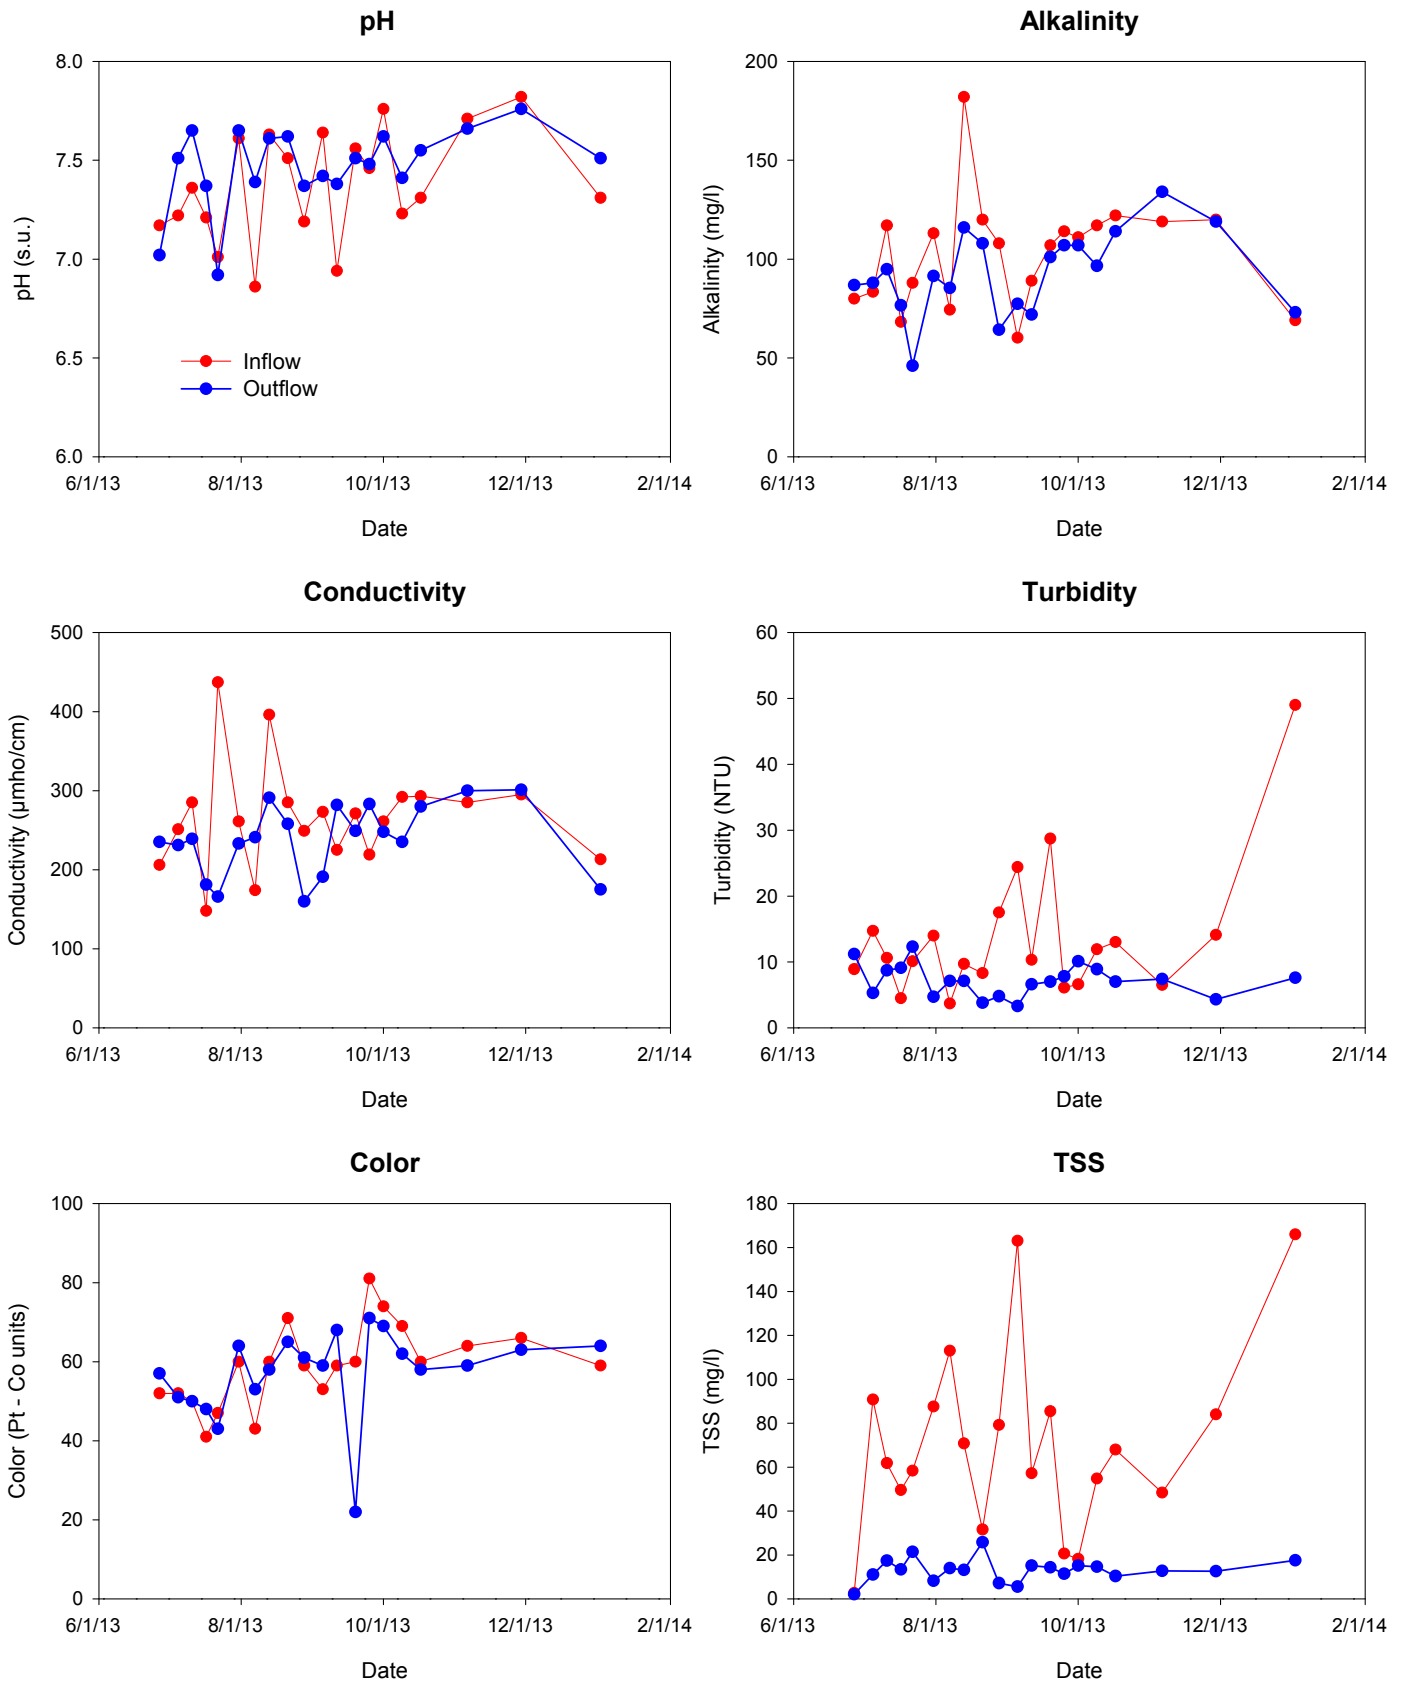 pH
8.0
7.5
7.0
6.5
6.0
pH (s.u.)
Inflow
Outflow
6/1/13 8/1/13 10/1/13 12/1/13 2/1/14
Date
Alkalinity
200
150
100
50
0
Alkalinity (mg/l)
6/1/13 8/1/13 10/1/13 12/1/13 2/1/14
Date
Conductivity
500
400
300
200
100
0
Conductivity (µmho/cm)
6/1/13 8/1/13 10/1/13 12/1/13 2/1/14
Date
Turbidity
60
50
40
30
20
10
0
Turbidity (NTU)
6/1/13 8/1/13 10/1/13 12/1/13 2/1/14
Date
Color
100
80
60
40
20
0
Color (Pt - Co units)
6/1/13 8/1/13 10/1/13 12/1/13 2/1/14
Date
TSS
180
160
140
120
100
80
60
40
20
0
TSS (mg/l)
6/1/13 8/1/13 10/1/13 12/1/13 2/1/14
Date